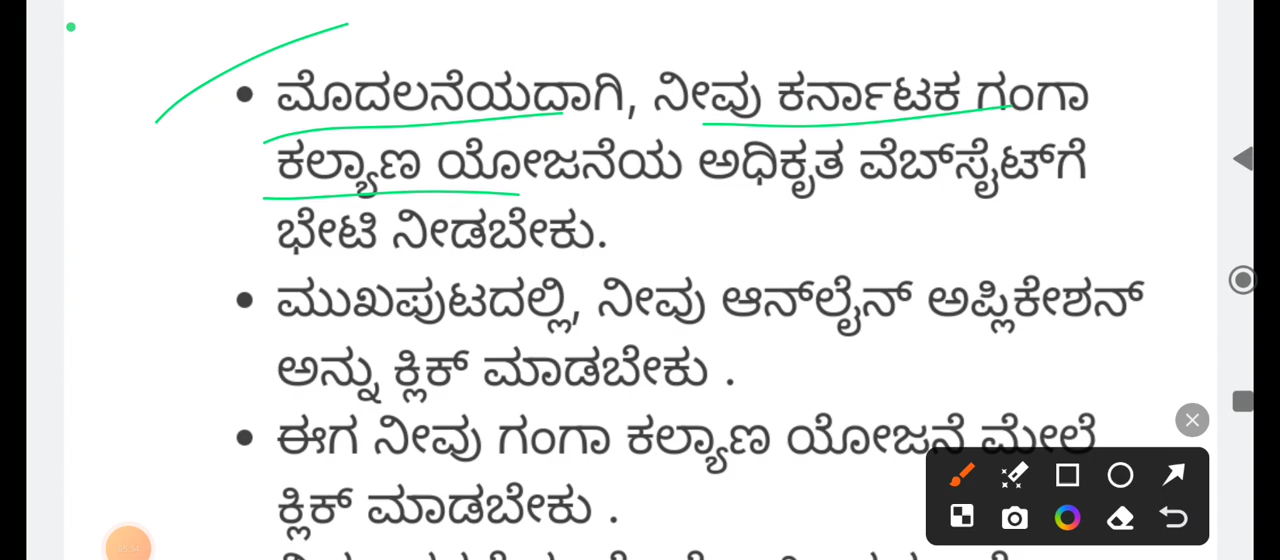 • ಮೊದಲನೆಯದಾಗಿ, ನೀವು ಕರ್ನಾಟಕ ಗಂಗಾ
ಕಲ್ಯಾಣ ಯೋಜನೆಯ ಅಧಿಕೃತ ವೆಬ್‌ಸೈಟ್‌ಗೆ
ಭೇಟಿ ನೀಡಬೇಕು.
• ಮುಖಪುಟದಲ್ಲಿ, ನೀವು ಆನ್‌ಲೈನ್ ಅಪ್ಲಿಕೇಶನ್
ಅನ್ನು ಕ್ಲಿಕ್ ಮಾಡಬೇಕು .
• ಈಗ ನೀವು ಗಂಗಾ ಕಲ್ಯಾಣ ಯೋಜನೆ ಮೇಲೆ
ಕ್ಲಿಕ್ ಮಾಡಬೇಕು .